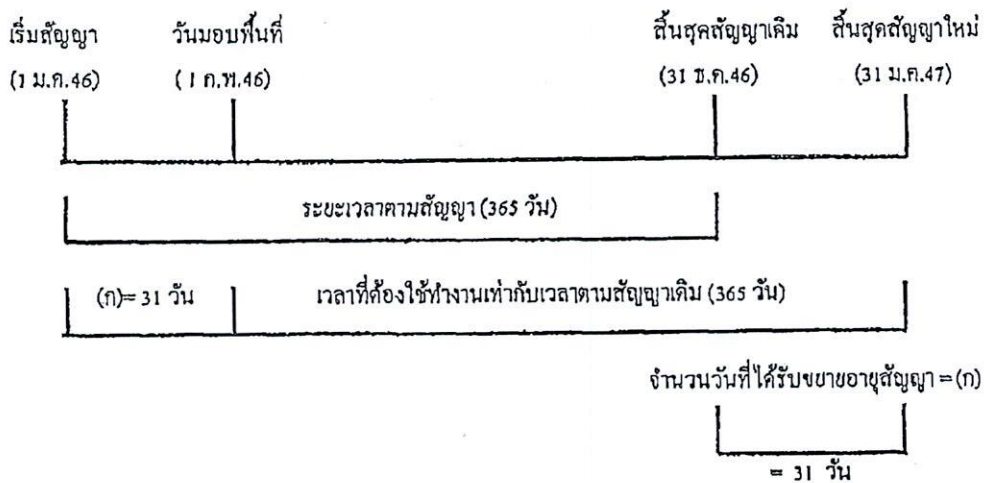 เริ่มสัญญา วันมอบพื้นที่ สิ้นสุดสัญญาเดิม สิ้นสุดสัญญาใหม่
(1 ม.ค.46) (1 ก.พ.46) (31 ธ.ค.46) (31 ม.ค.47)
ระยะเวลาตามสัญญา (365 วัน)
(ก)= 31 วัน เวลาที่ต้องใช้ทำงานเท่ากับเวลาตามสัญญาเดิม (365 วัน)
จำนวนวันที่ได้รับขยายอายุสัญญา =(ก)
= 31 วัน